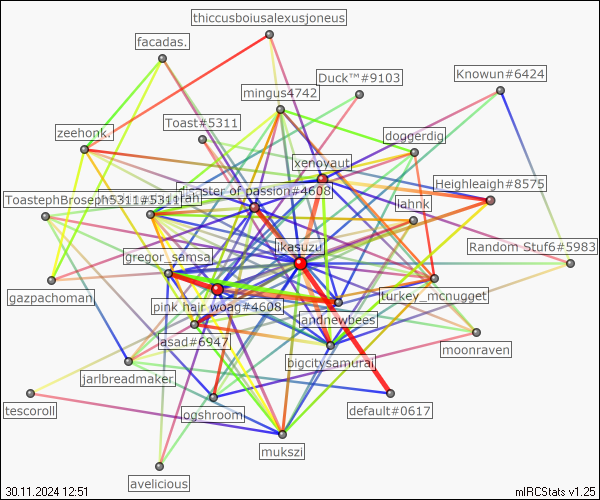 thiccusboiusalexusjoneus
facadas.
Duck™#9103
Knowun#6424
mingus4742
Toast#5311
zeehonk.
doggerdig
xenoyaut
Heighleaigh#8575
master of passion#4608
ToastephBroseph5311#5311
lahnk
ikasuzu
Random Stuf6#5983
gregor_samsa
gazpachoman
pink hair woag#4608
turkey_mcnugget
andnewbees
asad#6947
moonraven
bigcitysamurai
jarlbreadmaker
tescoroll
ogshroom
default#0617
mukszi
avelicious
30.11.2024 12:51
mIRCStats v1.25